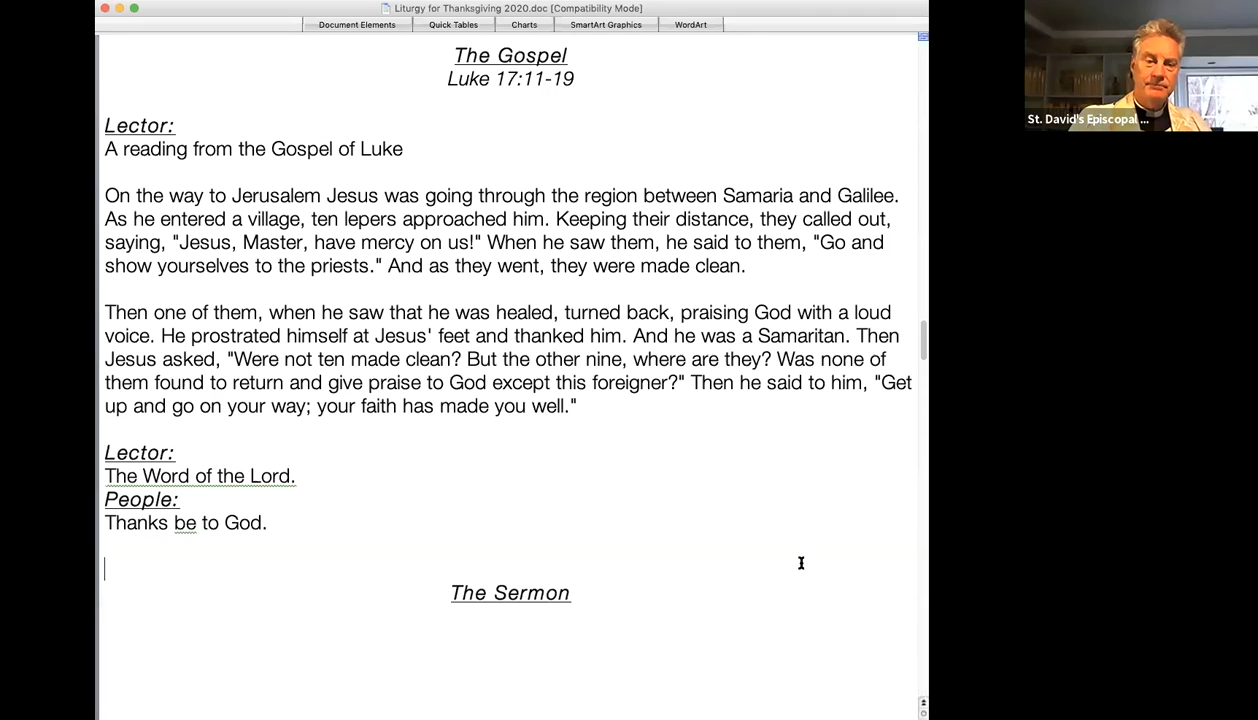 Liturgy for Thanksgiving 2020.doc [Compatibility Mode]
Document Elements Quick Tables Charts SmartArt Graphics WordArt
The Gospel
Luke 17:11-19
Lector:
A reading from the Gospel of Luke
On the way to Jerusalem Jesus was going through the region between Samaria and Galilee.
As he entered a village, ten lepers approached him. Keeping their distance, they called out,
saying, "Jesus, Master, have mercy on us!" When he saw them, he said to them, "Go and
show yourselves to the priests." And as they went, they were made clean.
Then one of them, when he saw that he was healed, turned back, praising God with a loud
voice. He prostrated himself at Jesus' feet and thanked him. And he was a Samaritan. Then
Jesus asked, "Were not ten made clean? But the other nine, where are they? Was none of
them found to return and give praise to God except this foreigner?" Then he said to him, "Get
up and go on your way; your faith has made you well."
Lector:
The Word of the Lord.
People:
Thanks be to God.
The Sermon
St. David's Episcopal ...